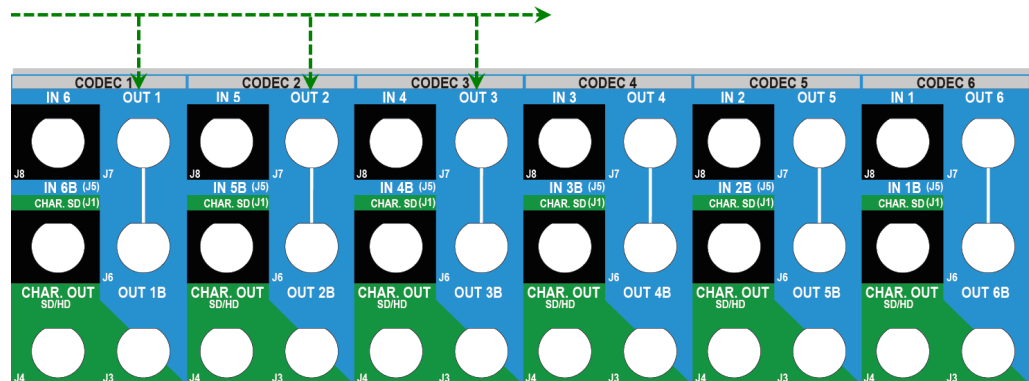 CODEC 1 CODEC 2 CODEC 3 CODEC 4 CODEC 5 CODEC 6
IN 6 OUT 1 IN 5 OUT 2 IN 4 OUT 3 IN 3 OUT 4 IN 2 OUT 5 IN 1 OUT 6
J8 J7 J8 J7 J8 J7 J8 J7 J8 J7 J8 J7
IN 6B (J5) IN 5B (J5) IN 4B (J5) IN 3B (J5) IN 2B (J5) IN 1B (J5)
CHAR. SD (J1) CHAR. SD (J1) CHAR. SD (J1) CHAR. SD (J1) CHAR. SD (J1) CHAR. SD (J1)
J6 J6 J6 J6 J6 J6
CHAR. OUT OUT 1B CHAR. OUT OUT 2B CHAR. OUT OUT 3B CHAR. OUT OUT 4B CHAR. OUT OUT 5B CHAR. OUT OUT 6B
SD/HD SD/HD SD/HD SD/HD SD/HD SD/HD
J4 J3 J4 J3 J4 J3 J4 J3 J4 J3 J4 J3